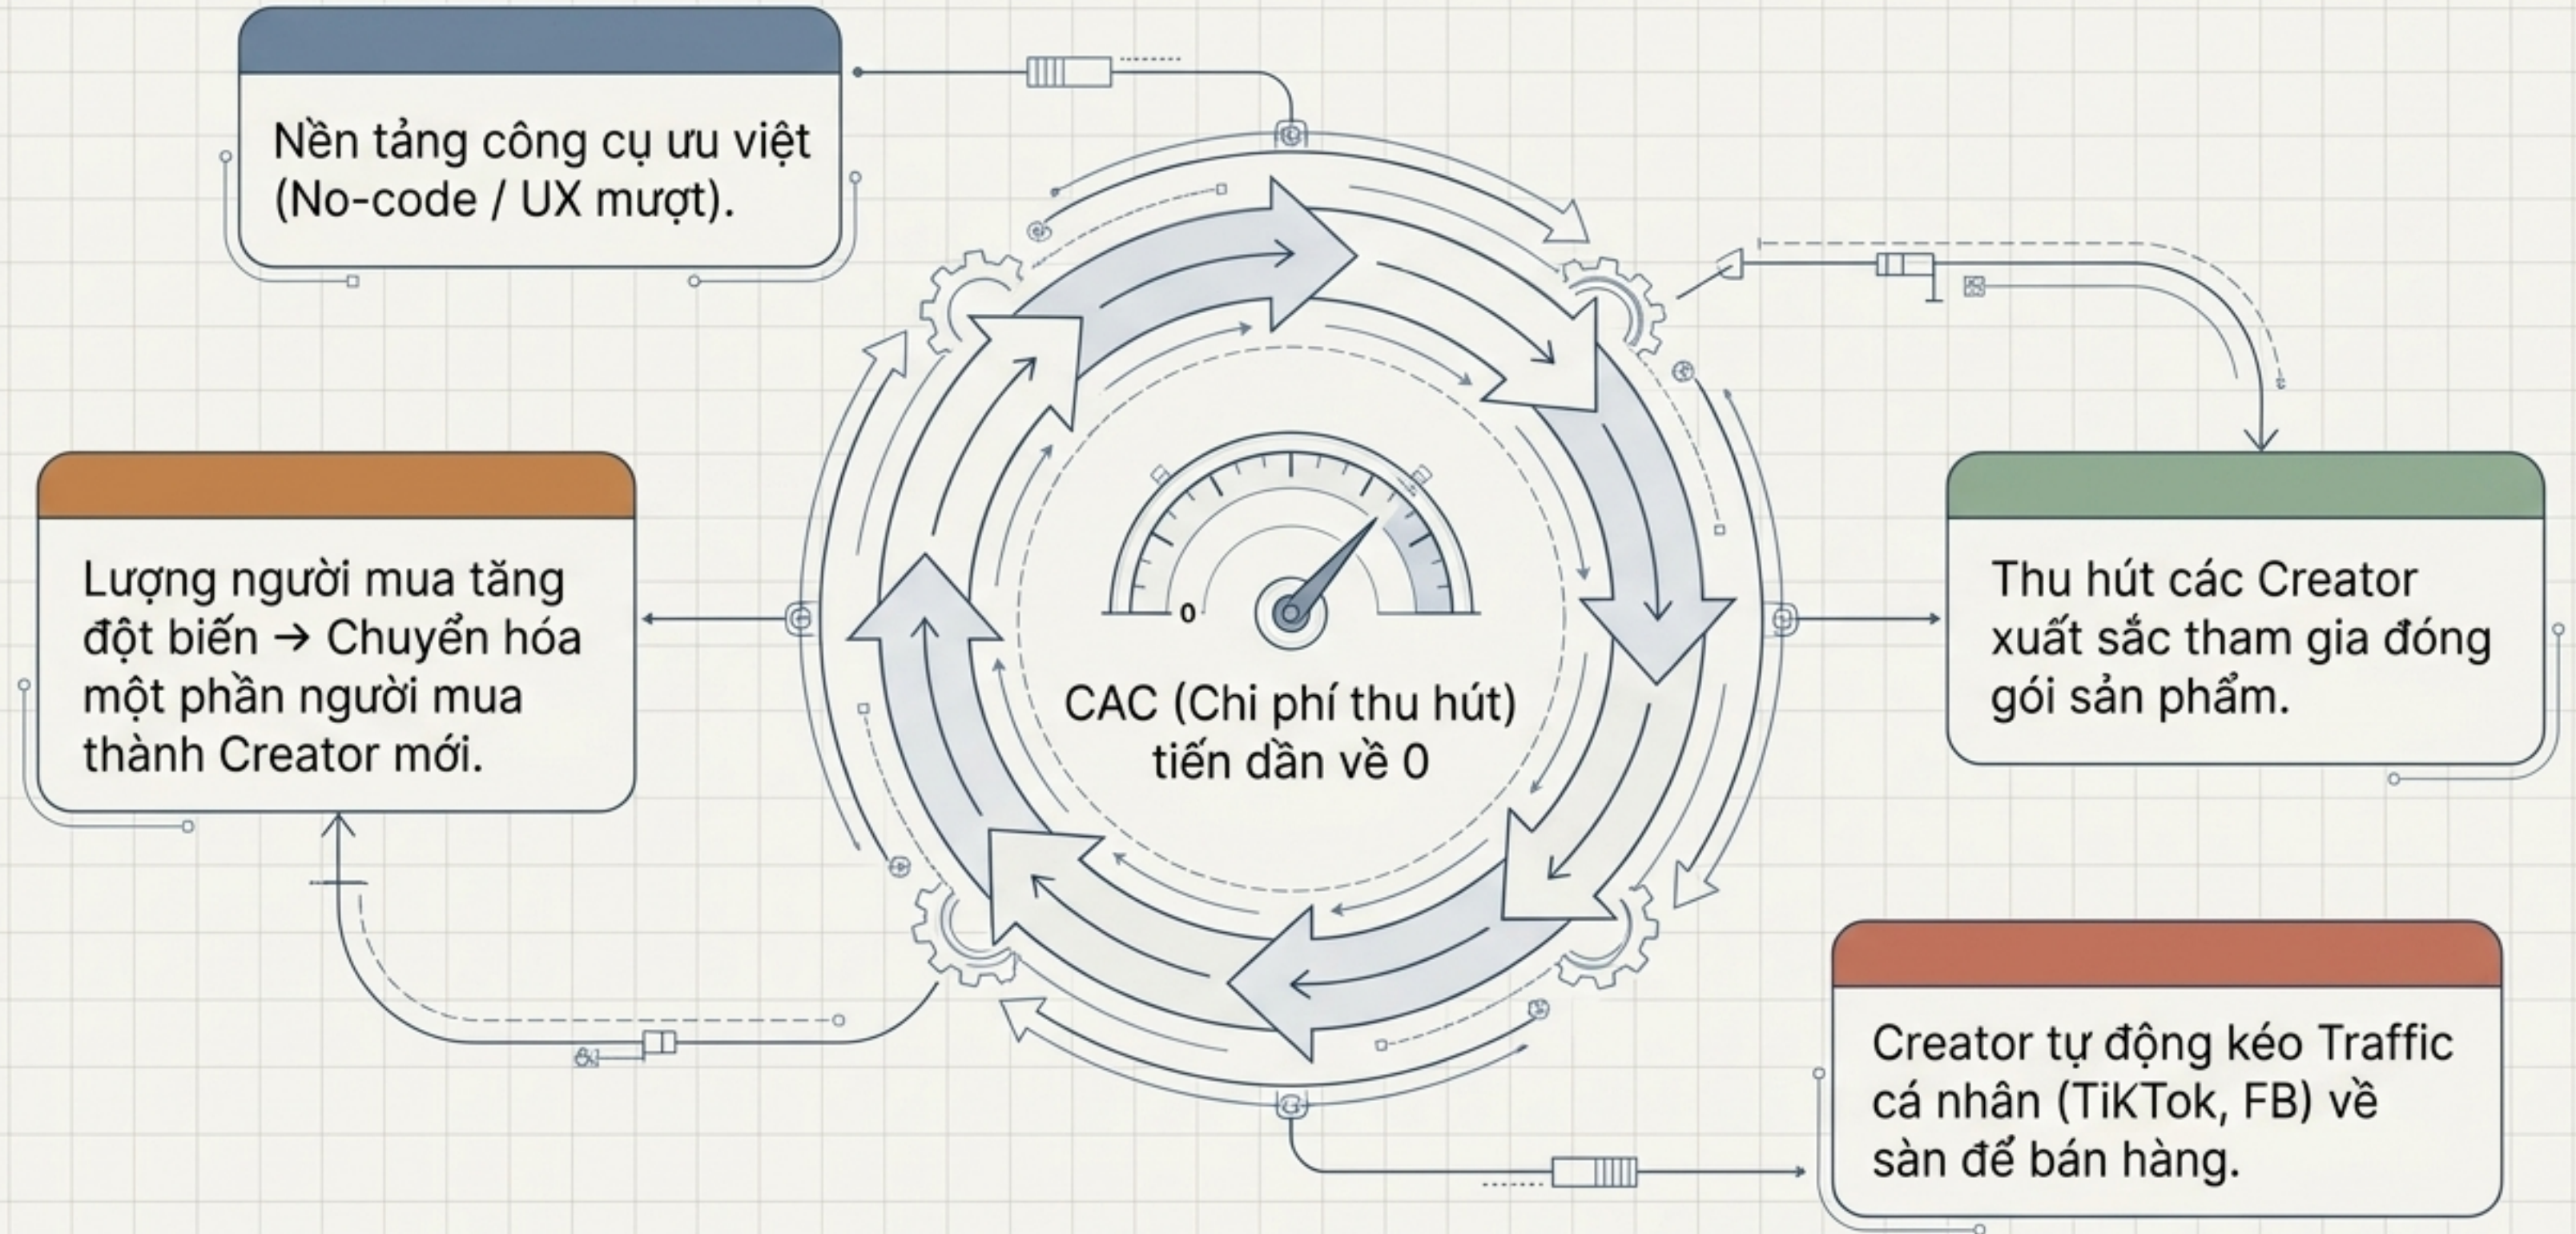 Nền tảng công cụ ưu việt
(No-code / UX mượt).
Thu hút các Creator
xuất sắc tham gia đóng
gói sản phẩm.
Creator tự động kéo Traffic
cá nhân (TiKTok, FB) về
sàn để bán hàng.
Lượng người mua tăng
đột biến → Chuyển hóa
một phần người mua
thành Creator mới.
0
CAC (Chi phí thu hút)
tiến dần về 0